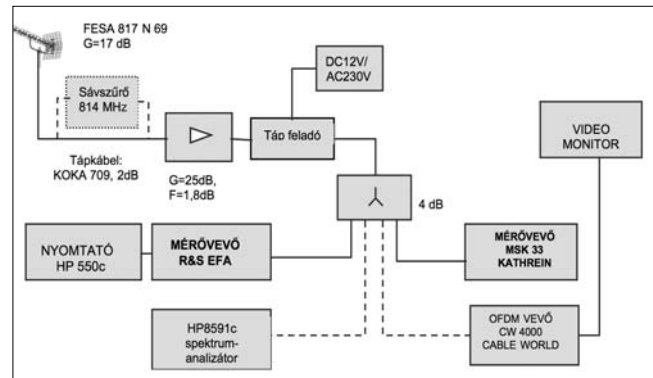 FESA 817 N 69
G=17 dB
DC12V/
AC230V
Sávszűrő
814 MHz
Táp feladó
VIDEO
MONITOR
Tápkábel:
KOKA 709, 2dB
G=25dB,
F=1,8dB
4 dB
NYOMTATÓ
HP 550c
MÉRŐVEVŐ
R&S EFA
MÉRŐVEVŐ
MSK 33
KATHREIN
HP8591c
spektrum-
analizátor
OFDM VEVŐ
CW 4000
CABLE WORLD